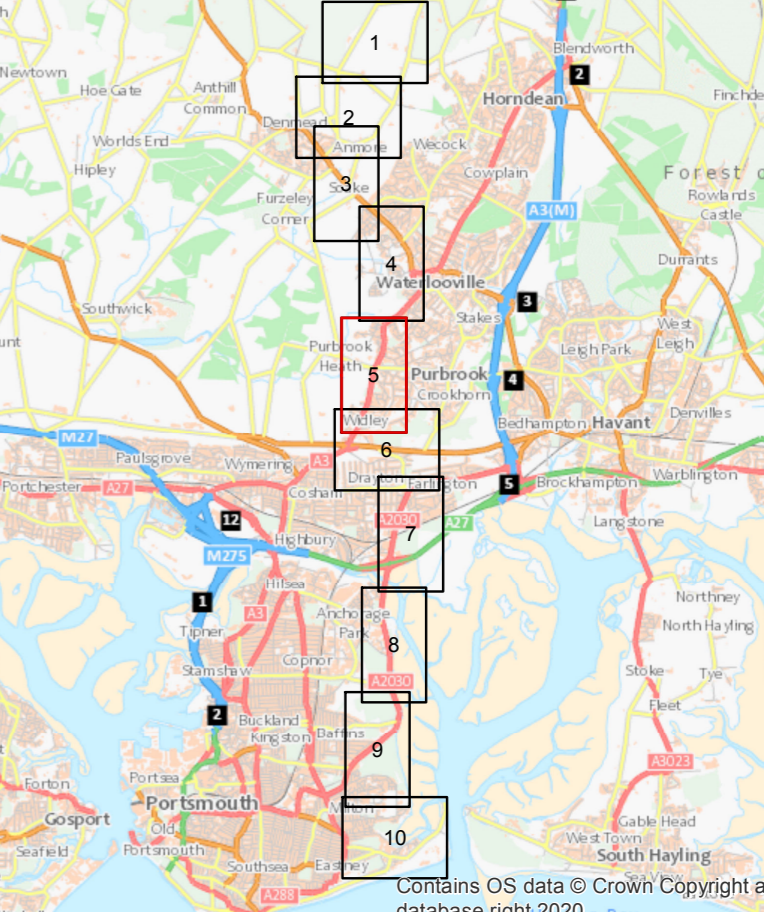 1
Blendworth
Newtown
2
Hoe Gate
Anthill
Common
Horndean
Finchde
2
Denmead
Worlds End
Anmore
Wecock
Hipley
Cowplain
Forest o
3
Furzeley
Corner
Rowlands
Castle
A3(M)
4
Durrants
Waterlooville
3
Southwick
Stakes
West
Leigh
unt
Purbrook
Heath
Leigh Park
5
Purbrook
4
Crookhorn
Denvilles
Widley
Bedhampton
Havant
M27
6
Paulsgrove
Wymering
A3
Drayton
Farlington
5
Brockhampton
Warblington
Portchester
A27
Cosham
12
A2030
A27
Langstone
7
Highbury
M275
Hilsea
1
A3
Anchorage
Park
Northney
North Hayling
Tipner
8
Copnor
Stamshaw
Stoke
Tye
A2030
Fleet
2
Buckland
Kingston
Baffins
9
A3023
Portsea
Forton
Portsmouth
Milton
Gosport
Gable Head
Old
Portsmouth
10
West Town
Seafield
South Hayling
Southsea
Eastney
Sea View
A288
Contains OS data © Crown Copyright a
database right 2020